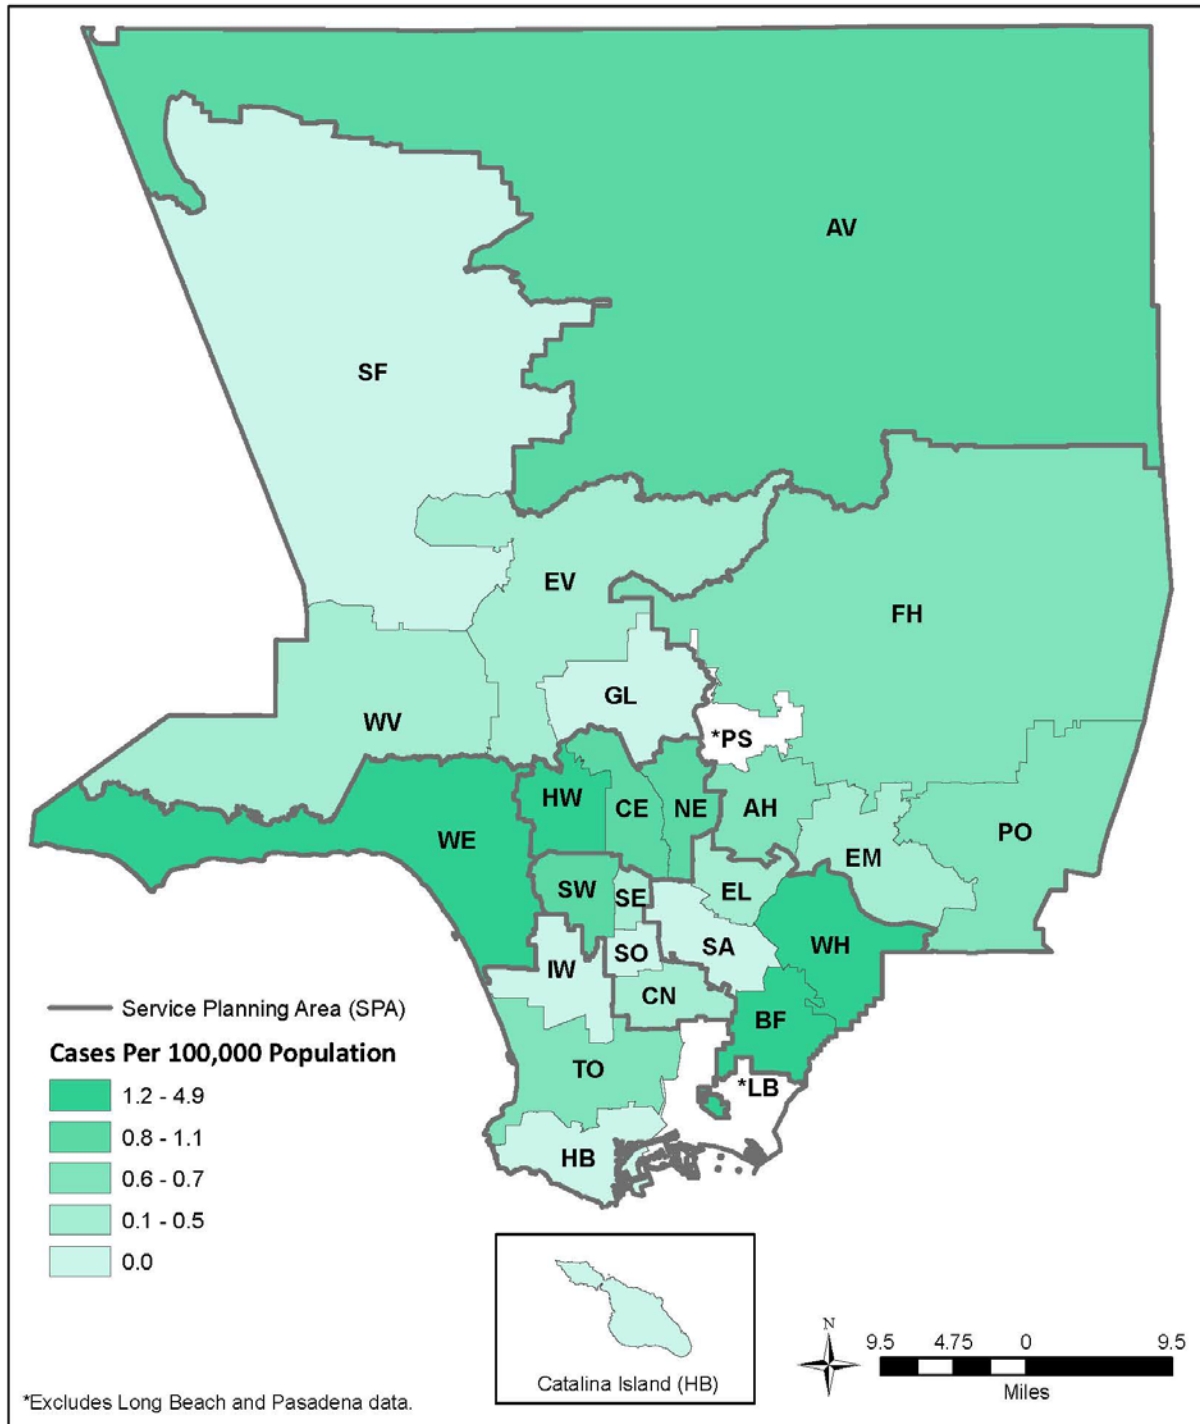 AV
SF
EV
FH
GL
WV
*PS
HW
CE
NE
AH
PO
WE
EM
SW
SE
EL
WH
SO
SA
IW
CN
BF
TO
*LB
HB
Service Planning Area (SPA)
Cases Per 100,000 Population
1.2 - 4.9
0.8 - 1.1
0.6 - 0.7
0.1 - 0.5
0.0
Catalina Island (HB)
N
9.5 4.75 0 9.5
Miles
*Excludes Long Beach and Pasadena data.